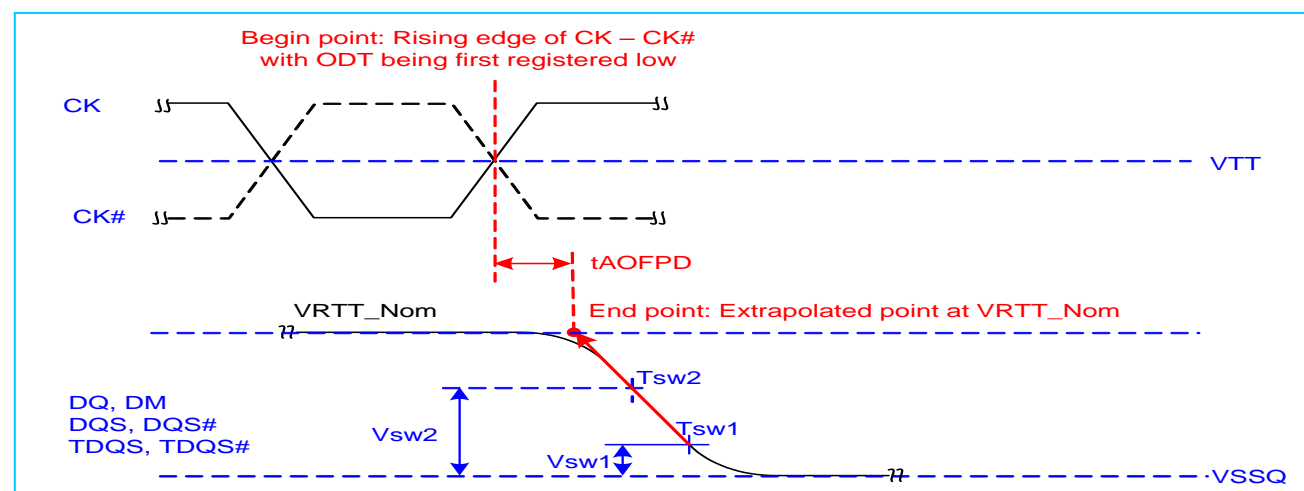 Begin point: Rising edge of CK – CK#
with ODT being first registered low
CK
VTT
CK#
tAOFPD
VRTT_Nom
End point: Extrapolated point at VRTT_Nom
Tsw2
DQ, DM
DQS, DQS#
TDQS, TDQS#
Vsw2
Tsw1
Vsw1
VSSQ